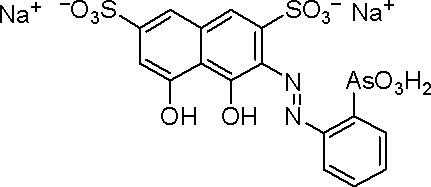 Na⁺ ⁻O₃S SO₃⁻ Na⁺
AsO₃H₂
N
OH OH N